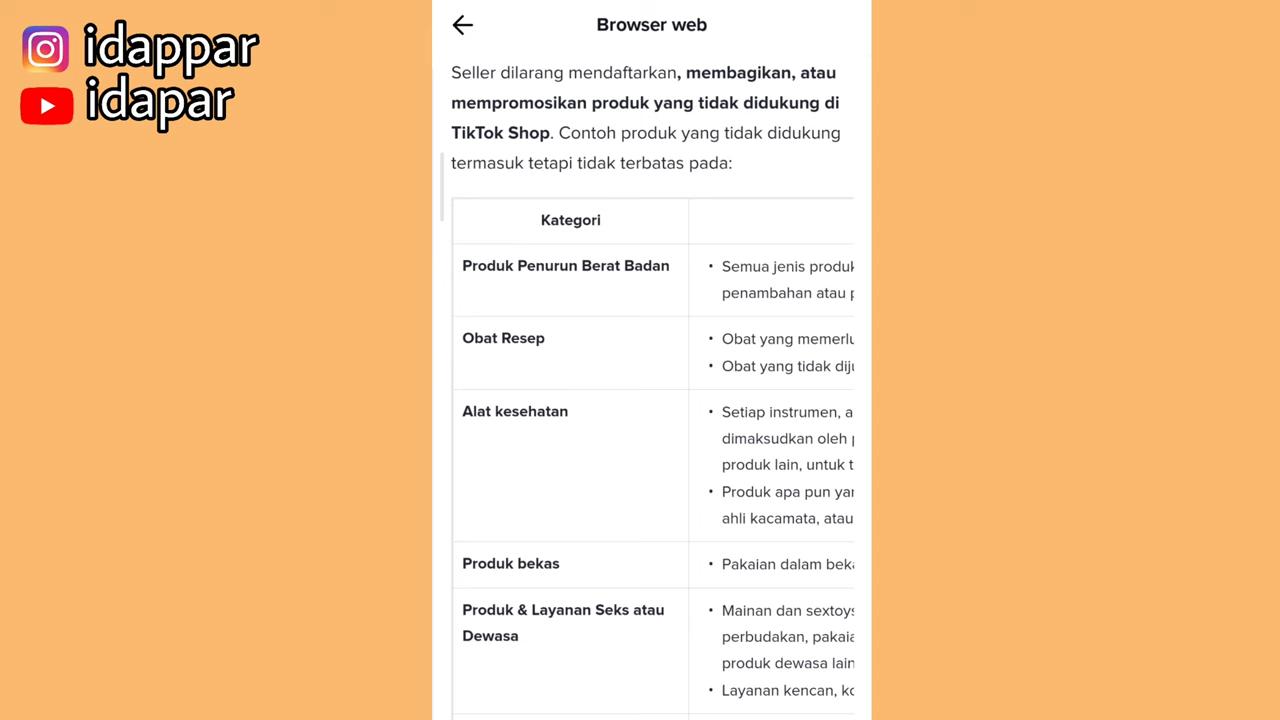 idappar
idapar
Browser web
Seller dilarang mendaftarkan, membagikan, atau
mempromosikan produk yang tidak didukung di
TikTok Shop. Contoh produk yang tidak didukung
termasuk tetapi tidak terbatas pada:
Kategori
Produk Penurun Berat Badan
• Semua jenis produk
penambahan atau
Obat Resep
• Obat yang
• Obat yang tidak
Alat kesehatan
• Setiap instrumen,
dimaksudkan oleh
produk lain, untuk
• Produk apa pun
ahli kacamata, atau
Produk bekas
• Pakaian dalam
Produk & Layanan Seks atau
Dewasa
• Mainan dan sextoys
perbudakan,
produk dewasa lain
• Layanan kencan,